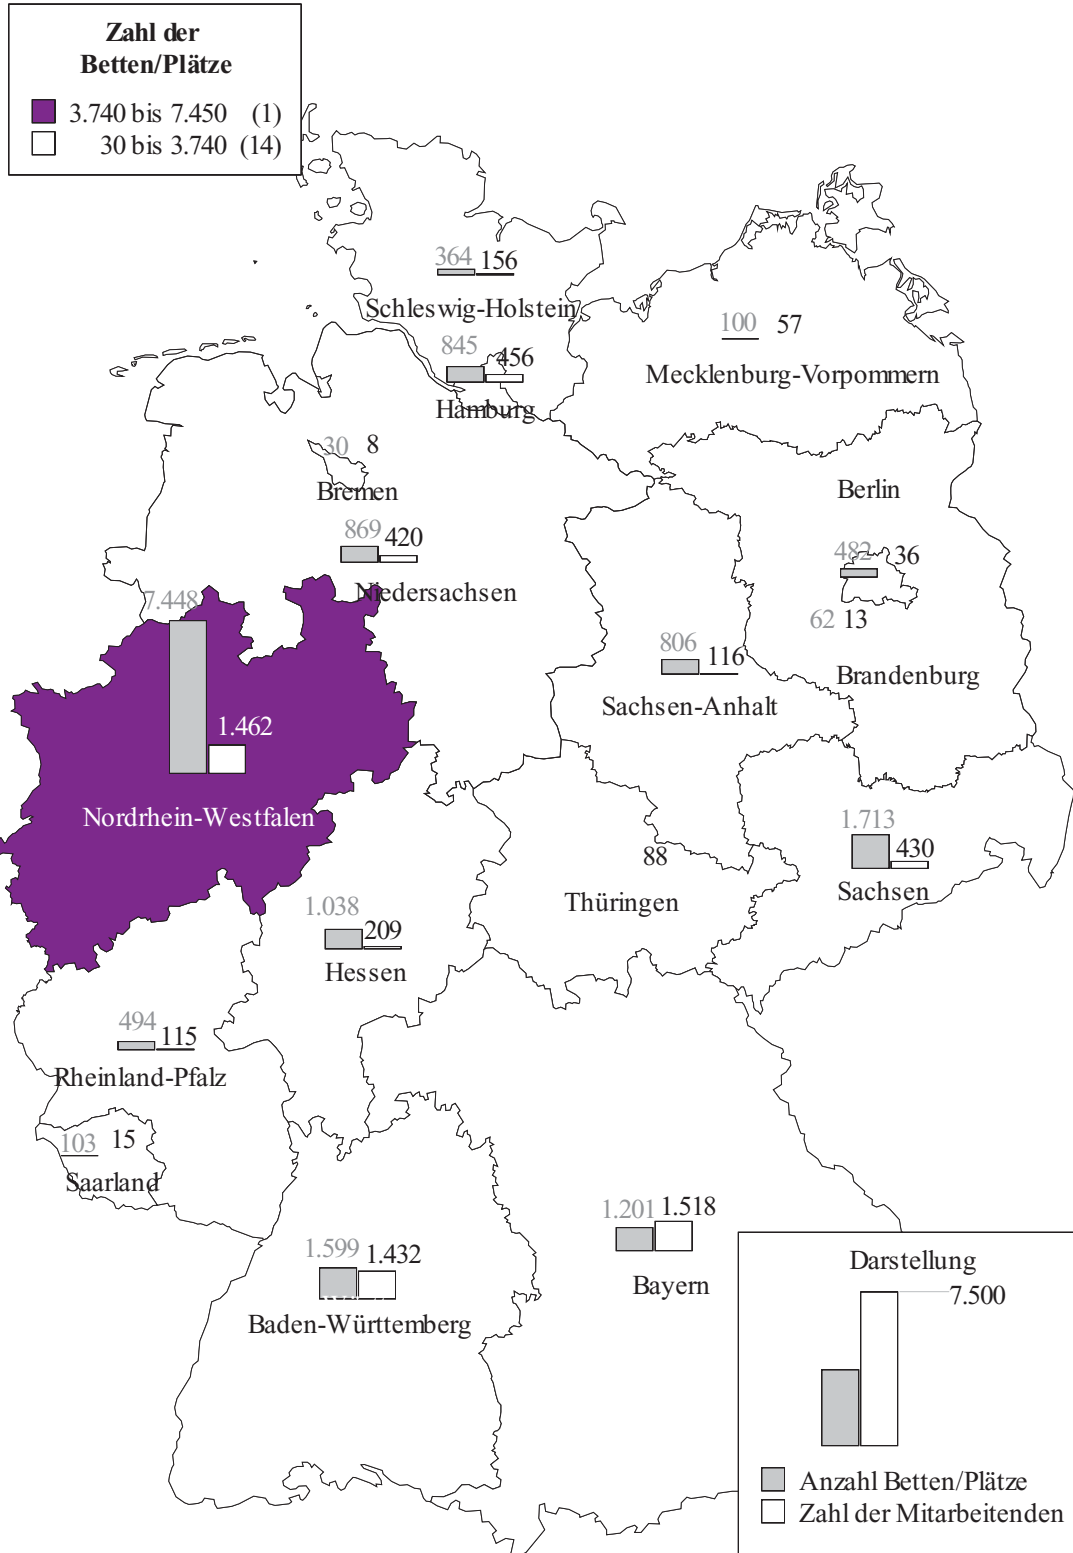 Zahl der
Betten/Plätze
3.740 bis 7.450 (1)
30 bis 3.740 (14)
364 156
Schleswig-Holstein
100 57
Mecklenburg-Vorpommern
845 456
Hamburg
30 8
Bremen
869 420
Niedersachsen
Berlin
482 36
62 13
Brandenburg
7.448
1.462
Nordrhein-Westfalen
806 116
Sachsen-Anhalt
1.713 430
Sachsen
88
Thüringen
1.038 209
Hessen
494 115
Rheinland-Pfalz
103 15
Saarland
1.201 1.518
Bayern
1.599 1.432
Baden-Württemberg
Darstellung
7.500
Anzahl Betten/Plätze
Zahl der Mitarbeitenden